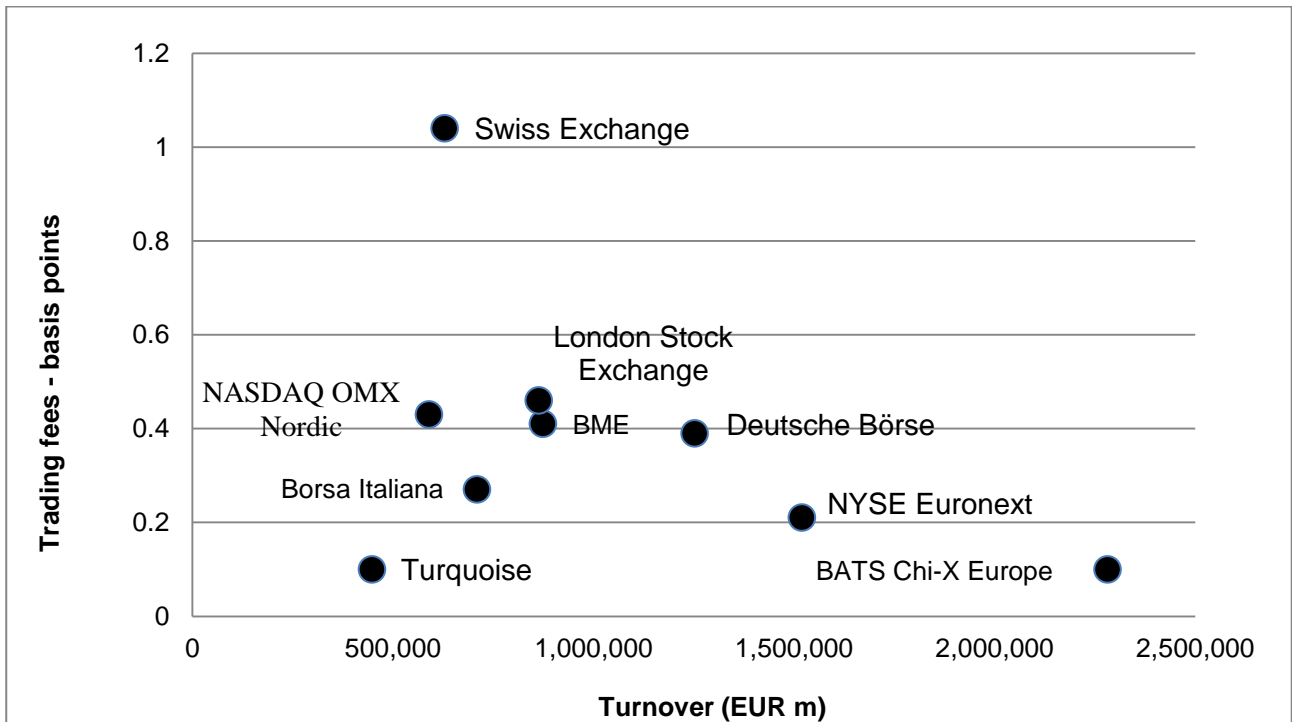 1.2
1
0.8
0.6
0.4
0.2
0
Trading fees - basis points
Swiss Exchange
London Stock
Exchange
NASDAQ OMX
Nordic
BME
Deutsche Börse
Borsa Italiana
NYSE Euronext
Turquoise
BATS Chi-X Europe
0
500,000
1,000,000
1,500,000
2,000,000
2,500,000
Turnover (EUR m)